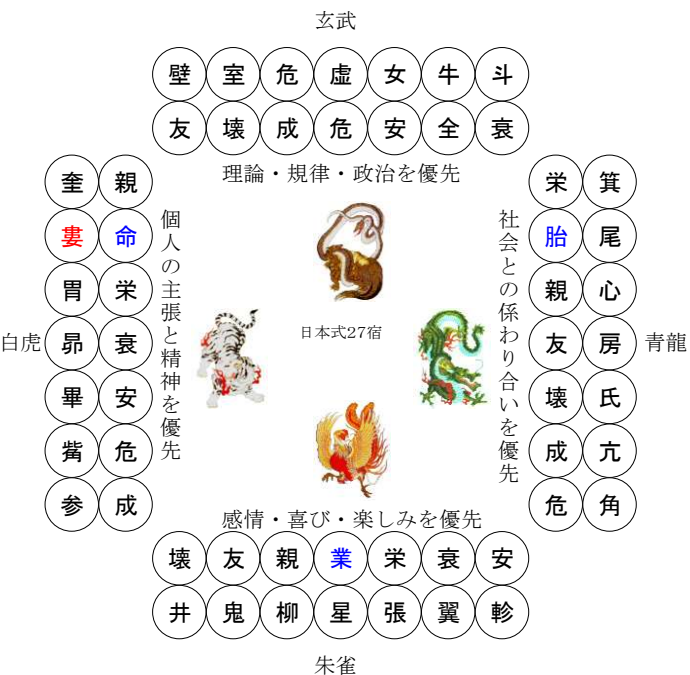 玄武
壁 室 危 虚 女 牛 斗
友 壊 成 危 安 全 衰
理論・規律・政治を優先
奎 親
婁 命
胃 栄
昴 衰
畢 安
觜 危
参 成
白虎
個人の主張と精神を優先
日本式27宿
社会との係わり合いを優先
栄 箕
胎 尾
親 心
友 房
壊 氏
成 亢
危 角
青龍
感情・喜び・楽しみを優先
壊 友 親 業 栄 衰 安
井 鬼 柳 星 張 翼 軫
朱雀